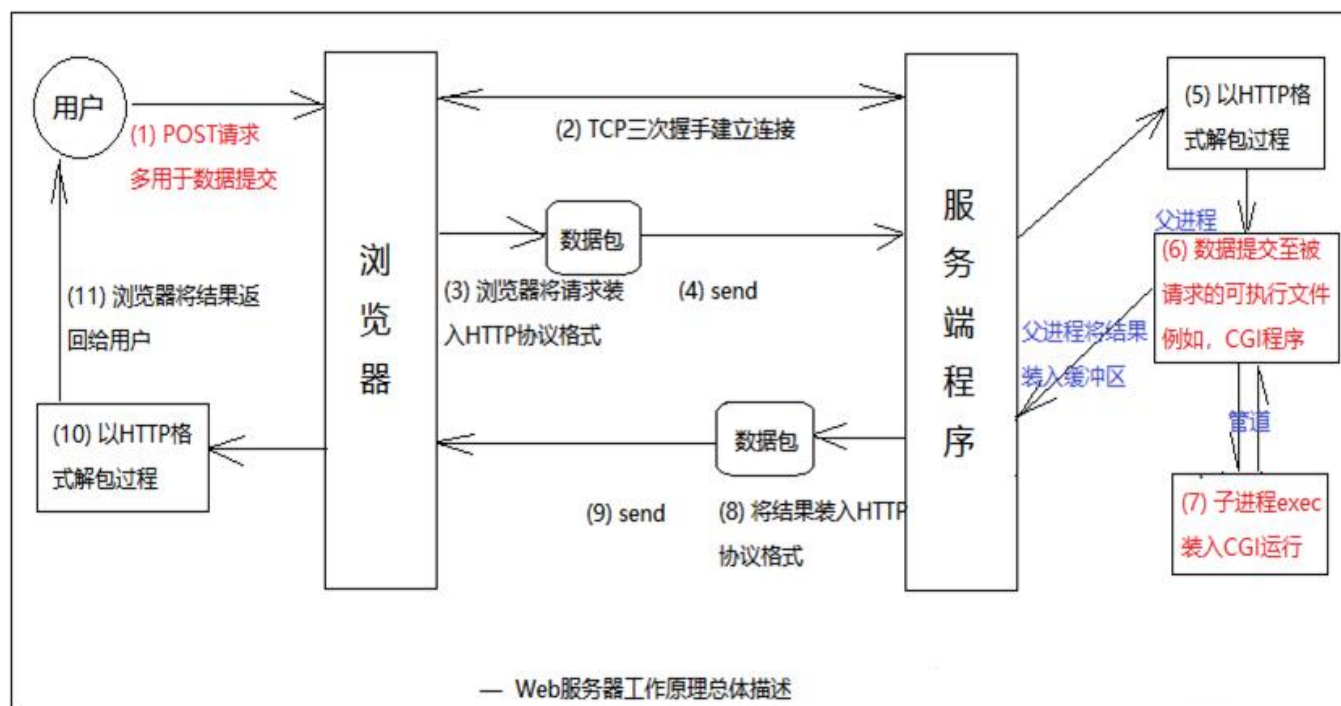 用户
(1) POST请求
多用于数据提交
浏
览
器
(2) TCP三次握手建立连接
数据包
(3) 浏览器将请求装
入HTTP协议格式
(4) send
服
务
端
程
序
(5) 以HTTP格
式解包过程
父进程
(6) 数据提交至被
请求的可执行文件
例如，CGI程序
父进程将结果
装入缓冲区
管道
(7) 子进程exec
装入CGI运行
数据包
(8) 将结果装入HTTP
协议格式
(9) send
(10) 以HTTP格
式解包过程
(11) 浏览器将结果返
回给用户
— Web服务器工作原理总体描述